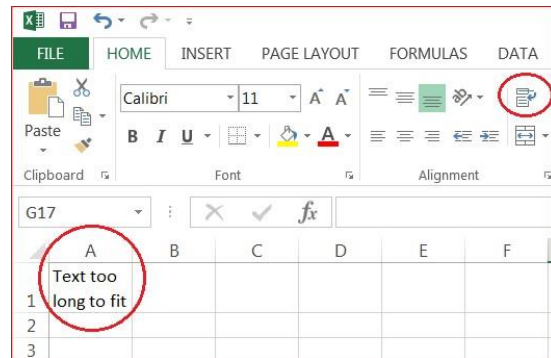 FILE HOME INSERT PAGE LAYOUT FORMULAS DATA
Calibri 11 A A
Paste B I U A
Clipboard Font Alignment
G17 fx
A B C D E F
Text too
1 long to fit
2
3